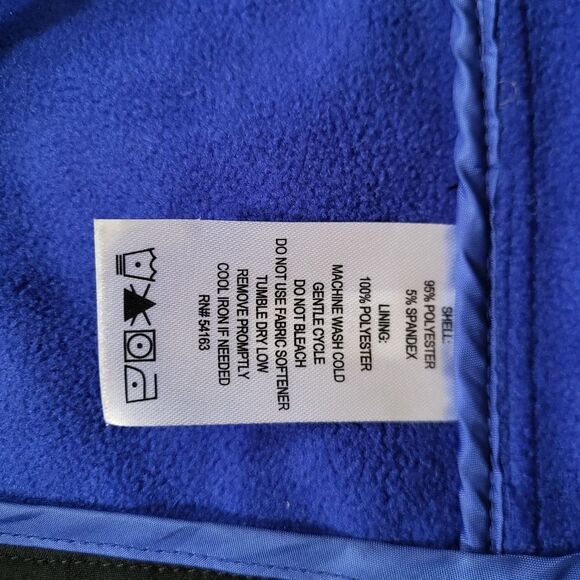 SHELL:
95% POLYESTER
5% SPANDEX
LINING:
100% POLYESTER
MACHINE WASH COLD
GENTLE CYCLE
DO NOT BLEACH
DO NOT USE FABRIC SOFTENER
TUMBLE DRY LOW
REMOVE PROMPTLY
COOL IRON IF NEEDED
RN# 54163